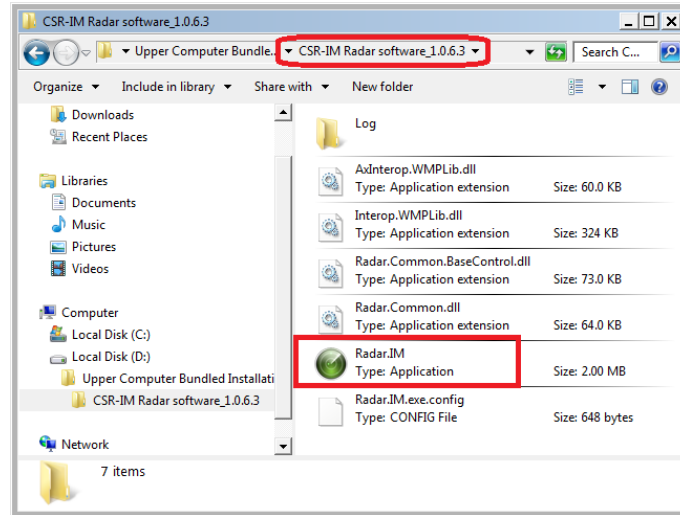 CSR-IM Radar software_1.0.6.3
Upper Computer Bundle.. CSR-IM Radar software_1.0.6.3 Search C...
Organize Include in library Share with New folder
Downloads
Recent Places
Libraries
Documents
Music
Pictures
Videos
Computer
Local Disk (C:)
Local Disk (D:)
Upper Computer Bundled Installati
CSR-IM Radar software_1.0.6.3
Network
Log
AxInterop.WMPLib.dll
Type: Application extension Size: 60.0 KB
Interop.WMPLib.dll
Type: Application extension Size: 324 KB
Radar.Common.BaseControl.dll
Type: Application extension Size: 73.0 KB
Radar.Common.dll
Type: Application extension Size: 64.0 KB
Radar.IM
Type: Application Size: 2.00 MB
Radar.IM.exe.config
Type: CONFIG File Size: 648 bytes
7 items